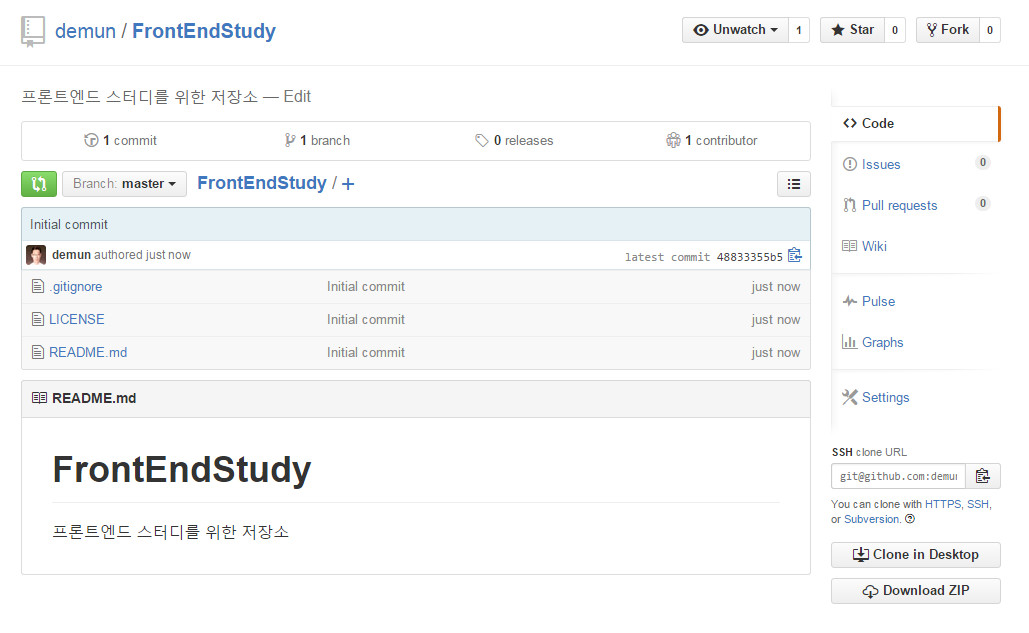 demun / FrontEndStudy
Unwatch 1 Star 0 Fork 0
프론트엔드 스터디를 위한 저장소 — Edit
1 commit 1 branch 0 releases 1 contributor
Branch: master FrontEndStudy / +
Initial commit
demun authored just now latest commit 48833355b5
.gitignore Initial commit just now
LICENSE Initial commit just now
README.md Initial commit just now
README.md
FrontEndStudy
프론트엔드 스터디를 위한 저장소
Code
Issues 0
Pull requests 0
Wiki
Pulse
Graphs
Settings
SSH clone URL
git@github.com:demun
You can clone with HTTPS, SSH,
or Subversion.
Clone in Desktop
Download ZIP